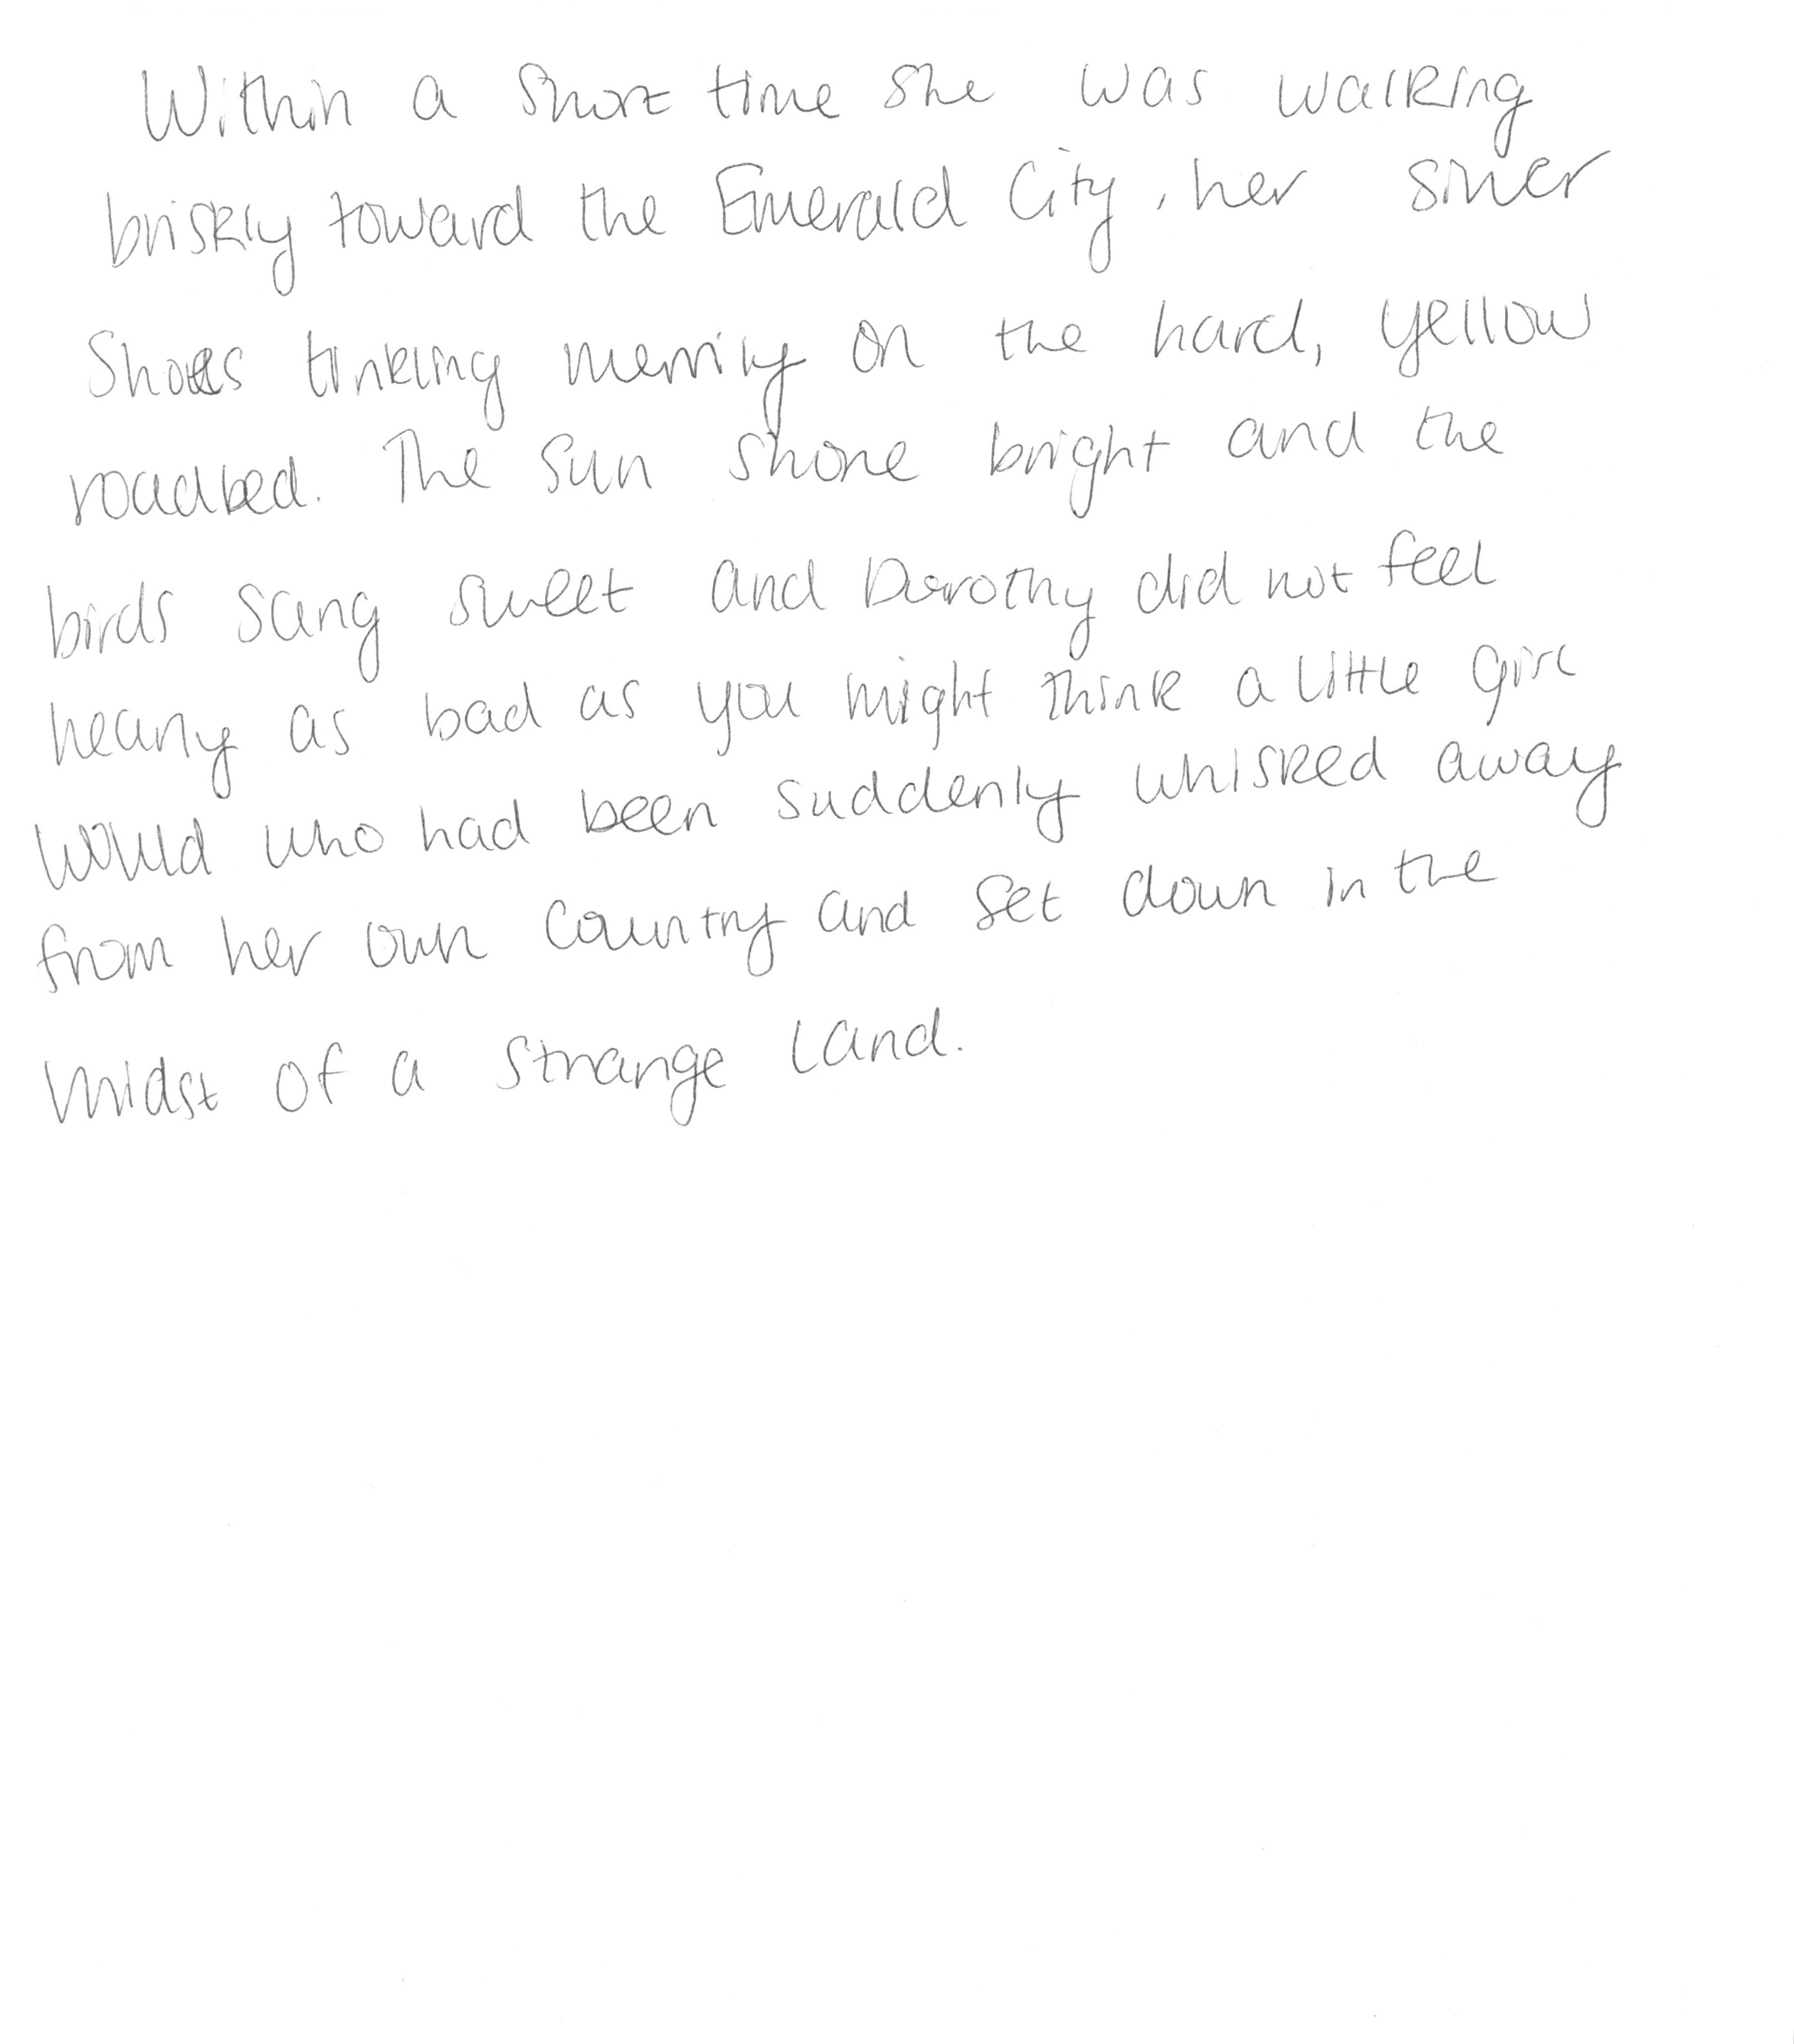 Within a short time she was walking
briskly toward the Emerald City, her silver
Shoes tinkling merrily on the hard, yellow
roadbed. The sun shone bright and the
birds sang sweet and Dorothy did not feel
nearly as bad as you might think a little girl
would who had been suddenly whisked away
from her own country and set down in the
midst of a strange land.